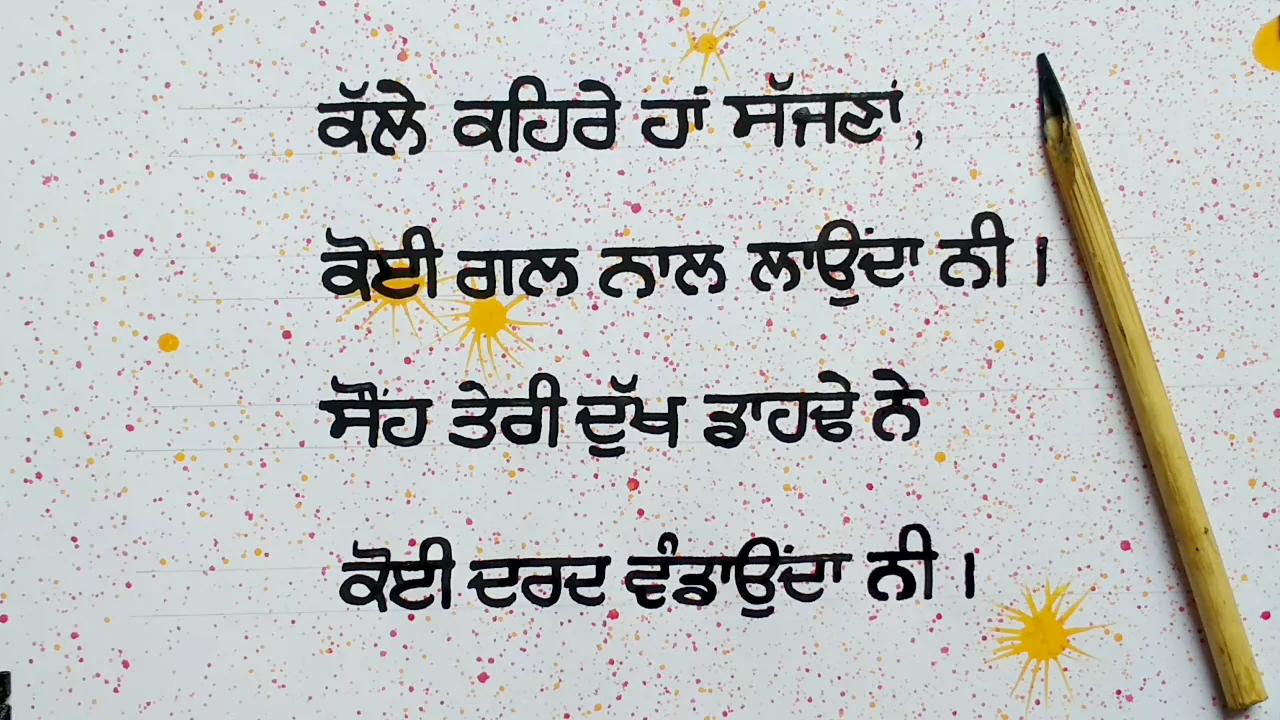 ਕੱਲੇ ਕਹਿਰੇ ਹਾਂ ਸੱਜਣਾਂ,
ਕੋਈ ਗਲ ਨਾਲ ਲਾਉਂਦਾ ਨੀ ।
ਸੌਂਹ ਤੇਰੀ ਦੁੱਖ ਡਾਹਢੇ ਨੇ
ਕੋਈ ਦਰਦ ਵੰਡਾਉਂਦਾ ਨੀ ।